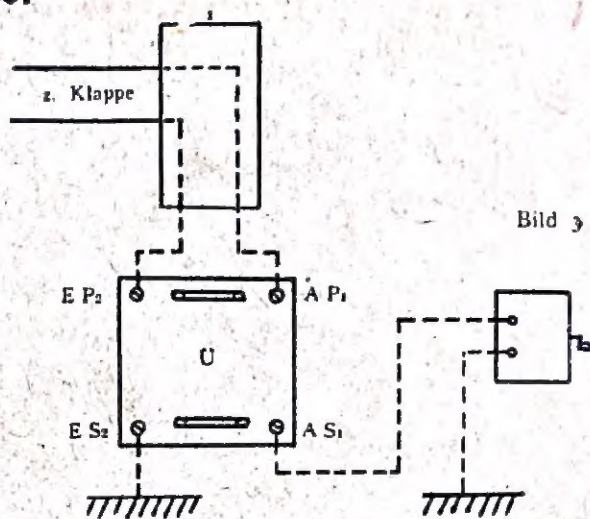 z. Klappe
Bild 3
E P₂
A P₁
U
E S₂
A S₁